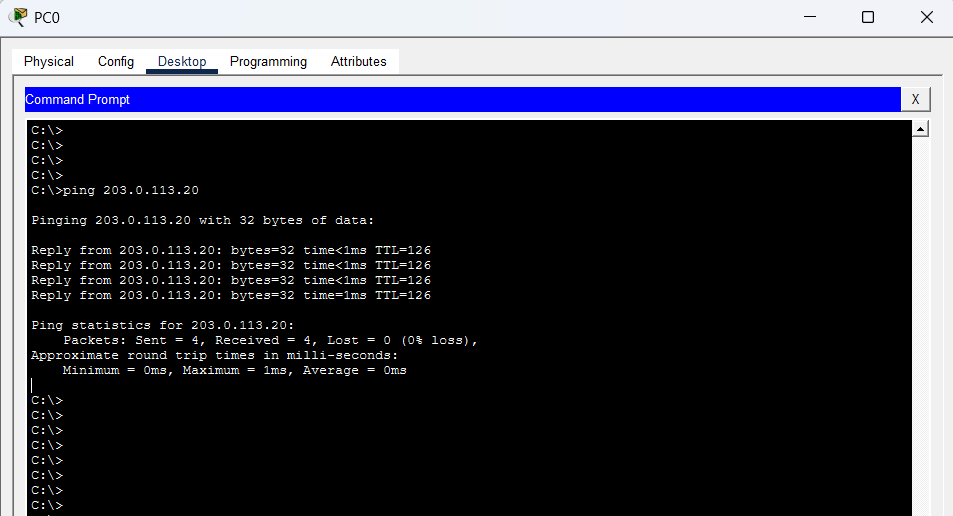 PC0
Physical Config Desktop Programming Attributes
Command Prompt
X
C:\>
C:\>
C:\>
C:\>
C:\>ping 203.0.113.20
Pinging 203.0.113.20 with 32 bytes of data:
Reply from 203.0.113.20: bytes=32 time<1ms TTL=126
Reply from 203.0.113.20: bytes=32 time<1ms TTL=126
Reply from 203.0.113.20: bytes=32 time<1ms TTL=126
Reply from 203.0.113.20: bytes=32 time=1ms TTL=126
Ping statistics for 203.0.113.20:
Packets: Sent = 4, Received = 4, Lost = 0 (0% loss),
Approximate round trip times in milli-seconds:
Minimum = 0ms, Maximum = 1ms, Average = 0ms
C:\>
C:\>
C:\>
C:\>
C:\>
C:\>
C:\>
C:\>